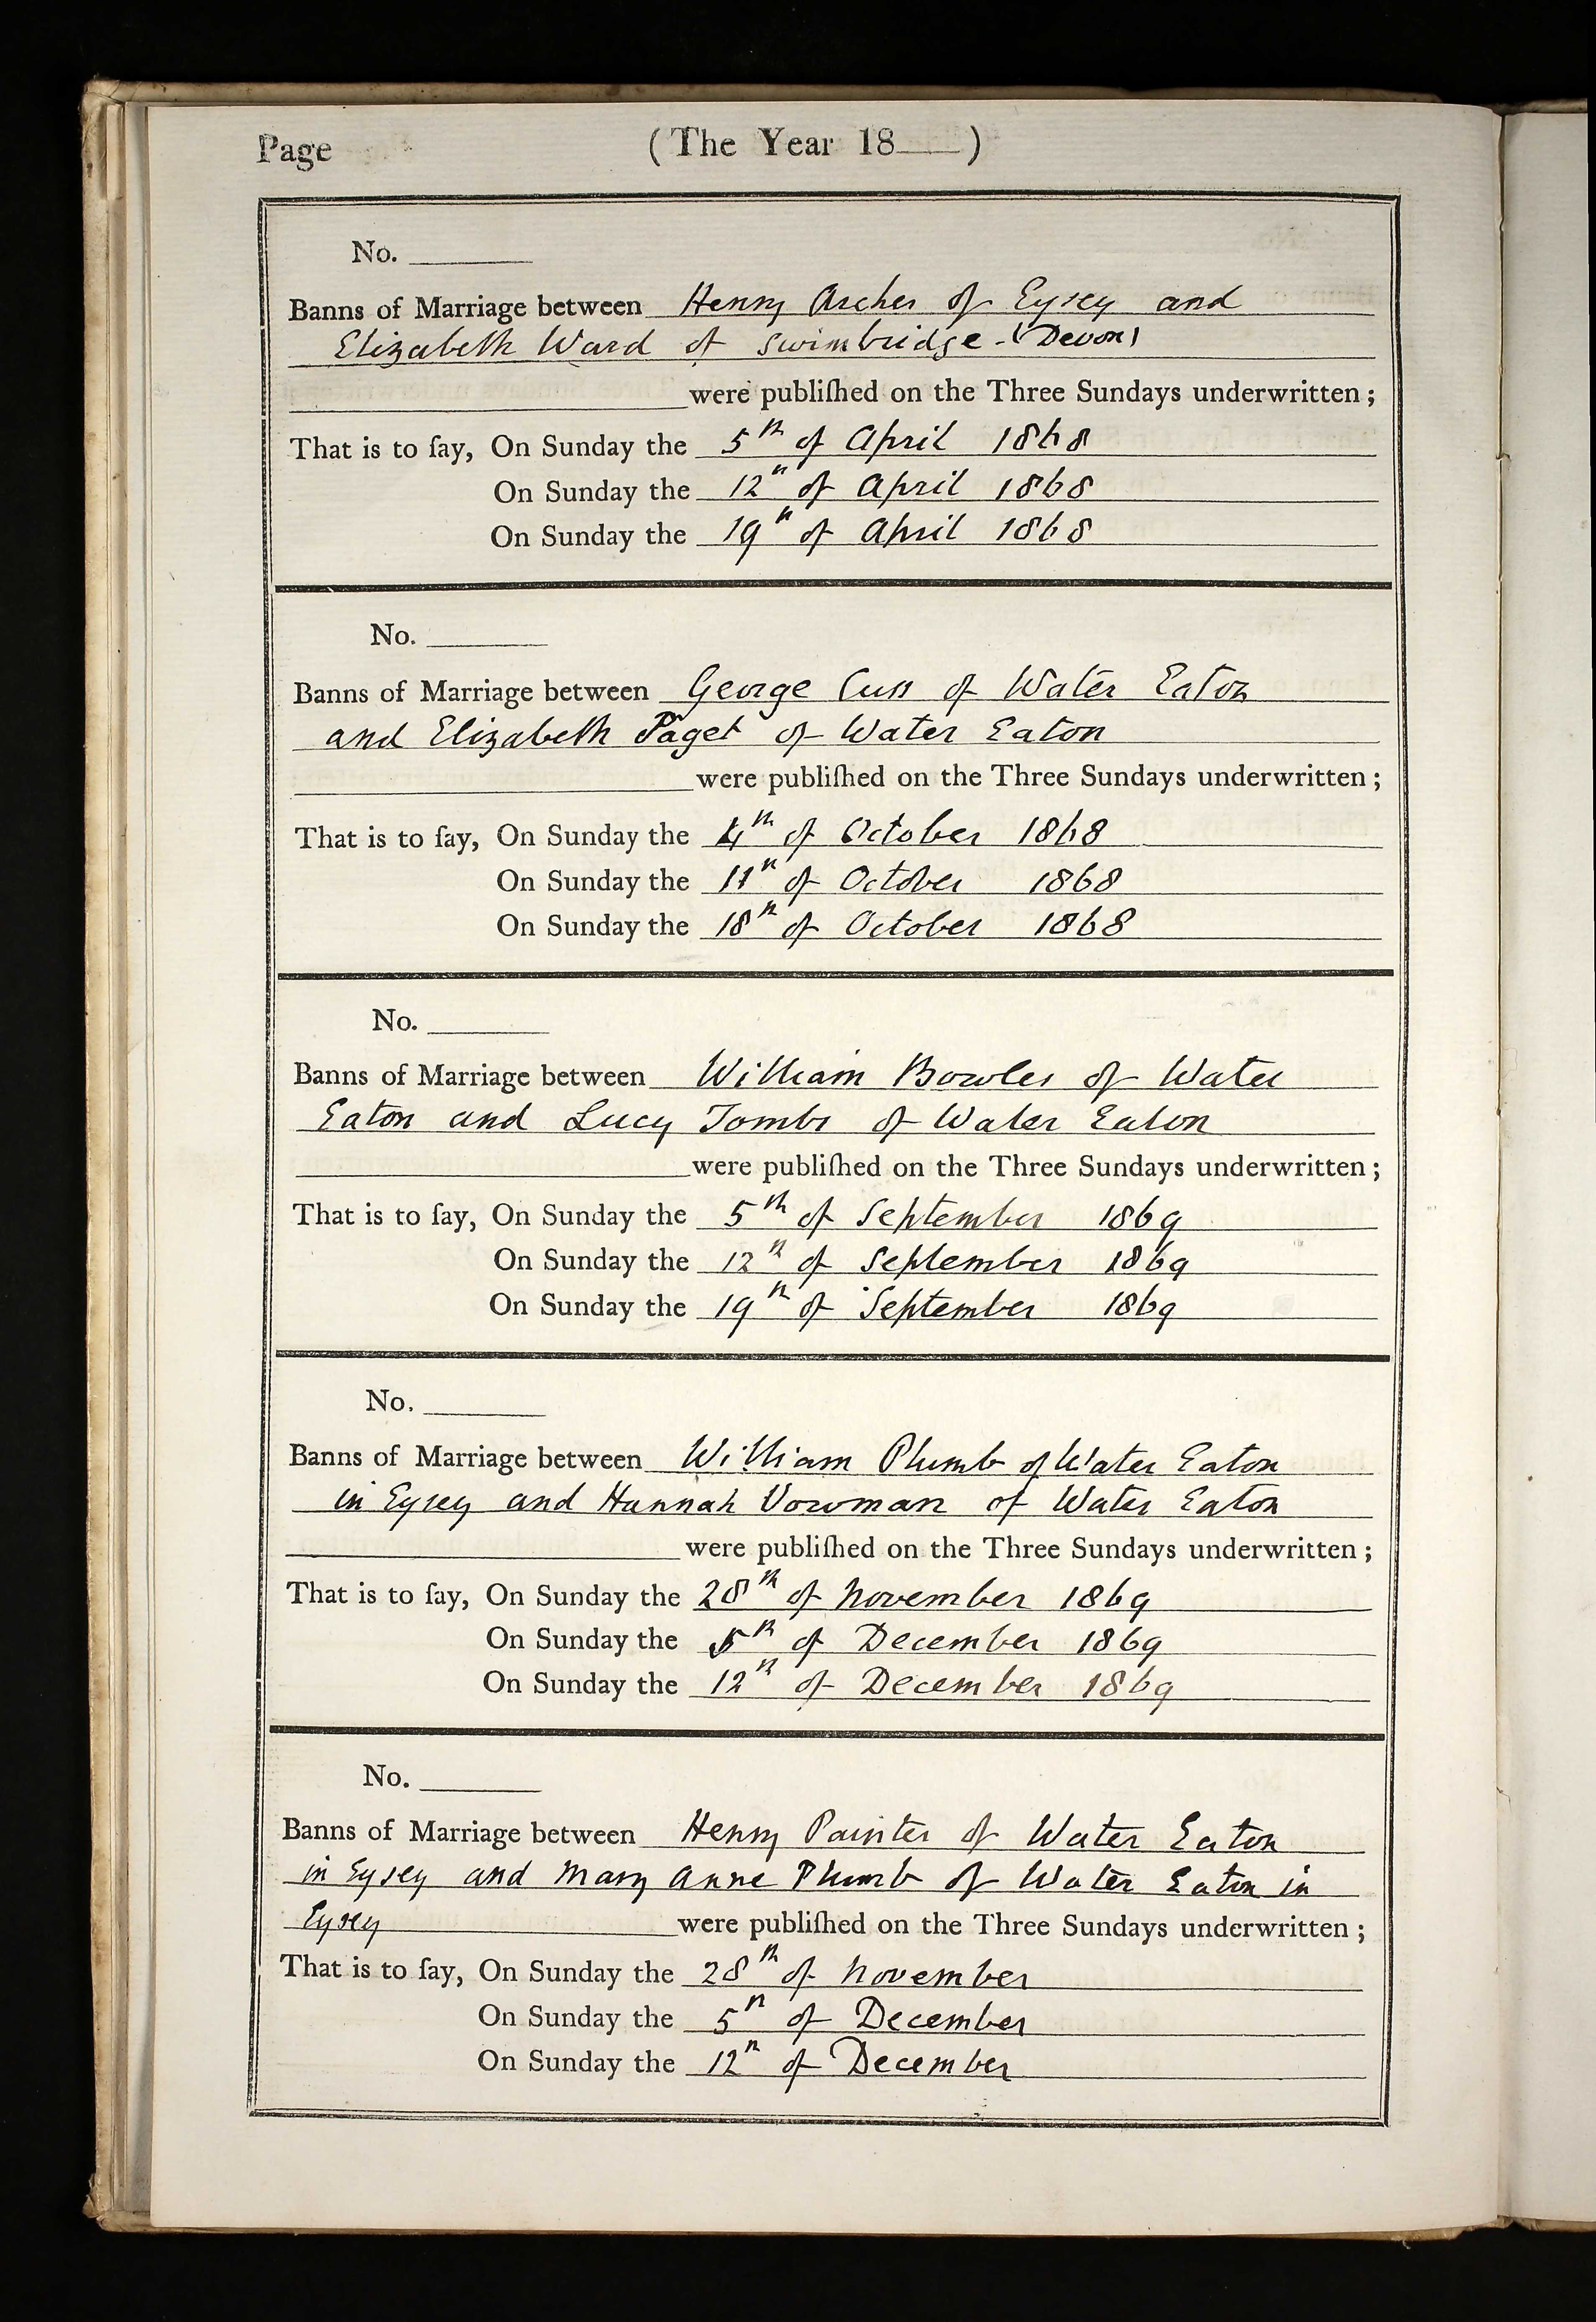 Page (The Year 18___)
No. ______
Banns of Marriage between Henry Archer of Eysey and
Elizabeth Ward of Swimbridge - (Devon)
were publiſhed on the Three Sundays underwritten;
That is to ſay, On Sunday the 5th of April 1868
On Sunday the 12th of April 1868
On Sunday the 19th of April 1868
No. ______
Banns of Marriage between George Cuss of Water Eaton
and Elizabeth Paget of Water Eaton
were publiſhed on the Three Sundays underwritten;
That is to ſay, On Sunday the 4th of October 1868
On Sunday the 11th of October 1868
On Sunday the 18th of October 1868
No. ______
Banns of Marriage between William Bowles of Water
Eaton and Lucy Tombs of Water Eaton
were publiſhed on the Three Sundays underwritten;
That is to ſay, On Sunday the 5th of September 1869
On Sunday the 12th of September 1869
On Sunday the 19th of September 1869
No. ______
Banns of Marriage between William Plumb of Water Eaton
in Eysey and Hannah Vowman of Water Eaton
were publiſhed on the Three Sundays underwritten;
That is to ſay, On Sunday the 28th of November 1869
On Sunday the 5th of December 1869
On Sunday the 12th of December 1869
No. ______
Banns of Marriage between Henry Painter of Water Eaton
in Eysey and Mary Anne Plumb of Water Eaton in
Eysey were publiſhed on the Three Sundays underwritten;
That is to ſay, On Sunday the 28th of November
On Sunday the 5th of December
On Sunday the 12th of December